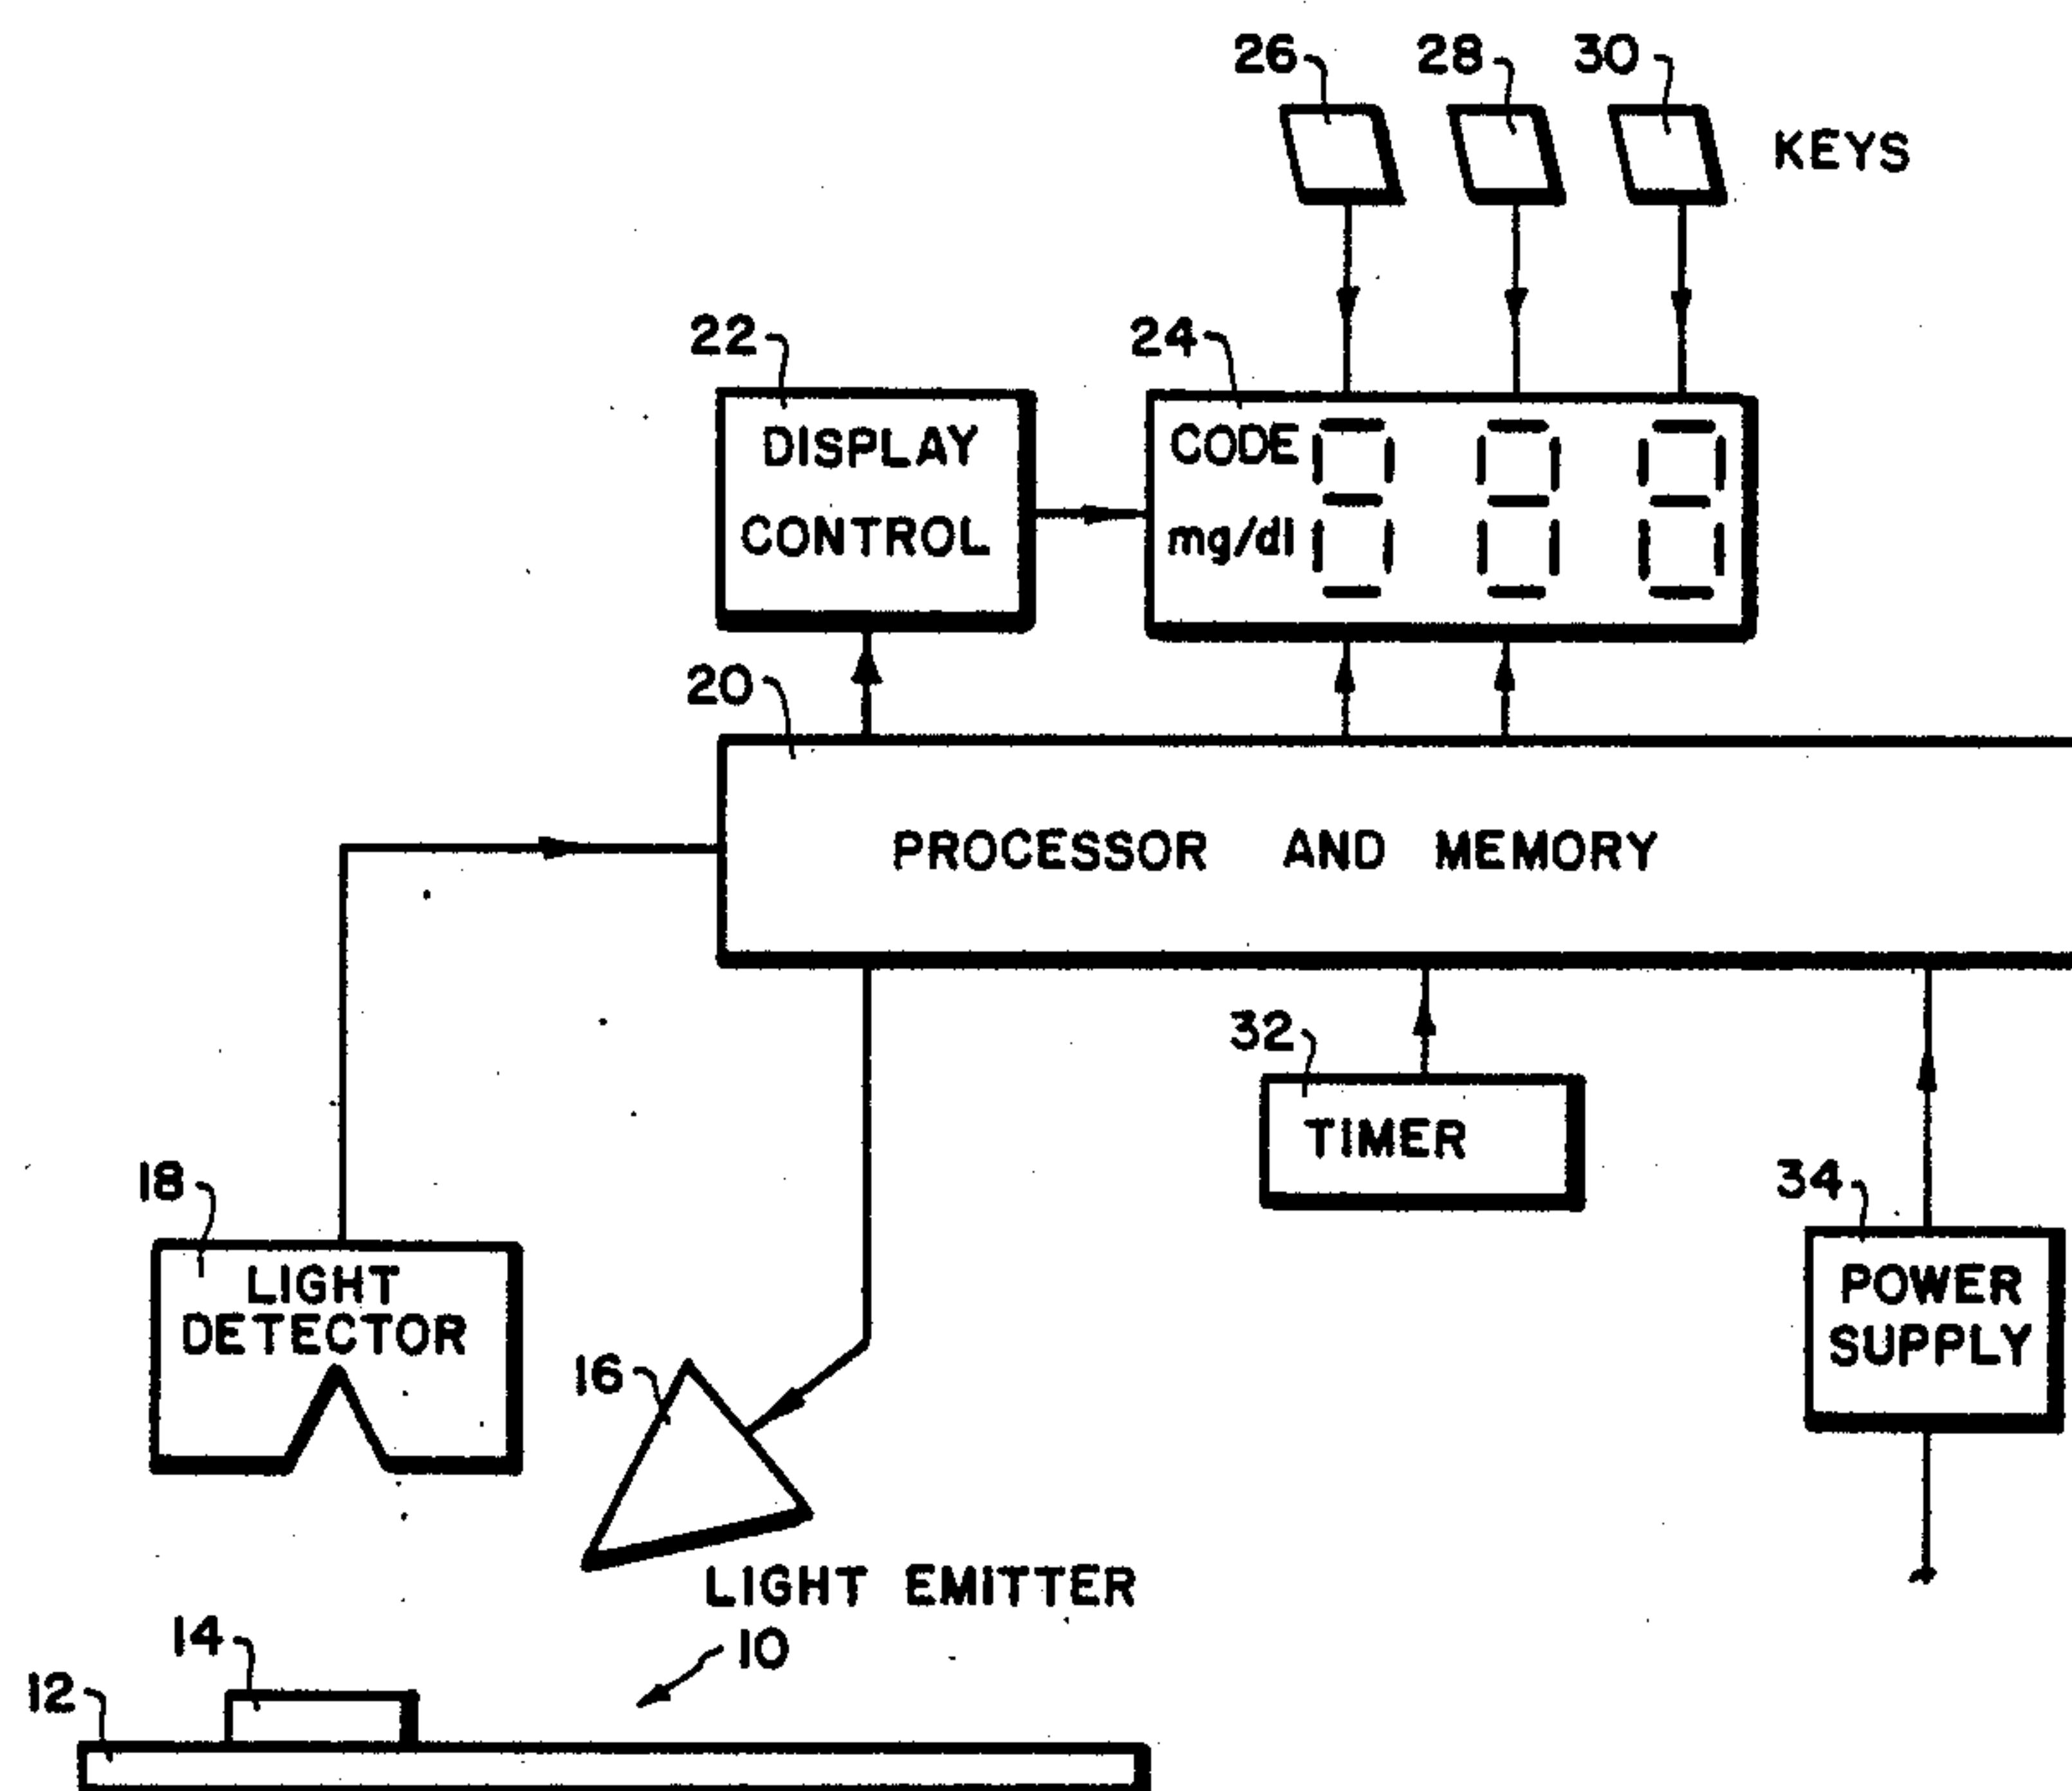 26 28 30
KEYS
22
24
DISPLAY
CONTROL
CODE
mg/dl
20
PROCESSOR AND MEMORY
32
TIMER
18
LIGHT
DETECTOR
34
POWER
SUPPLY
16
LIGHT EMITTER
14
10
12